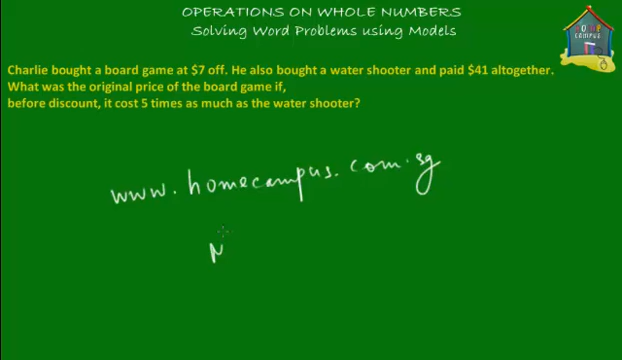 OPERATIONS ON WHOLE NUMBERS
Solving Word Problems using Models
HOME
CAMPUS
Charlie bought a board game at $7 off. He also bought a water shooter and paid $41 altogether.
What was the original price of the board game if,
before discount, it cost 5 times as much as the water shooter?
www.homecampus.com.sg
N